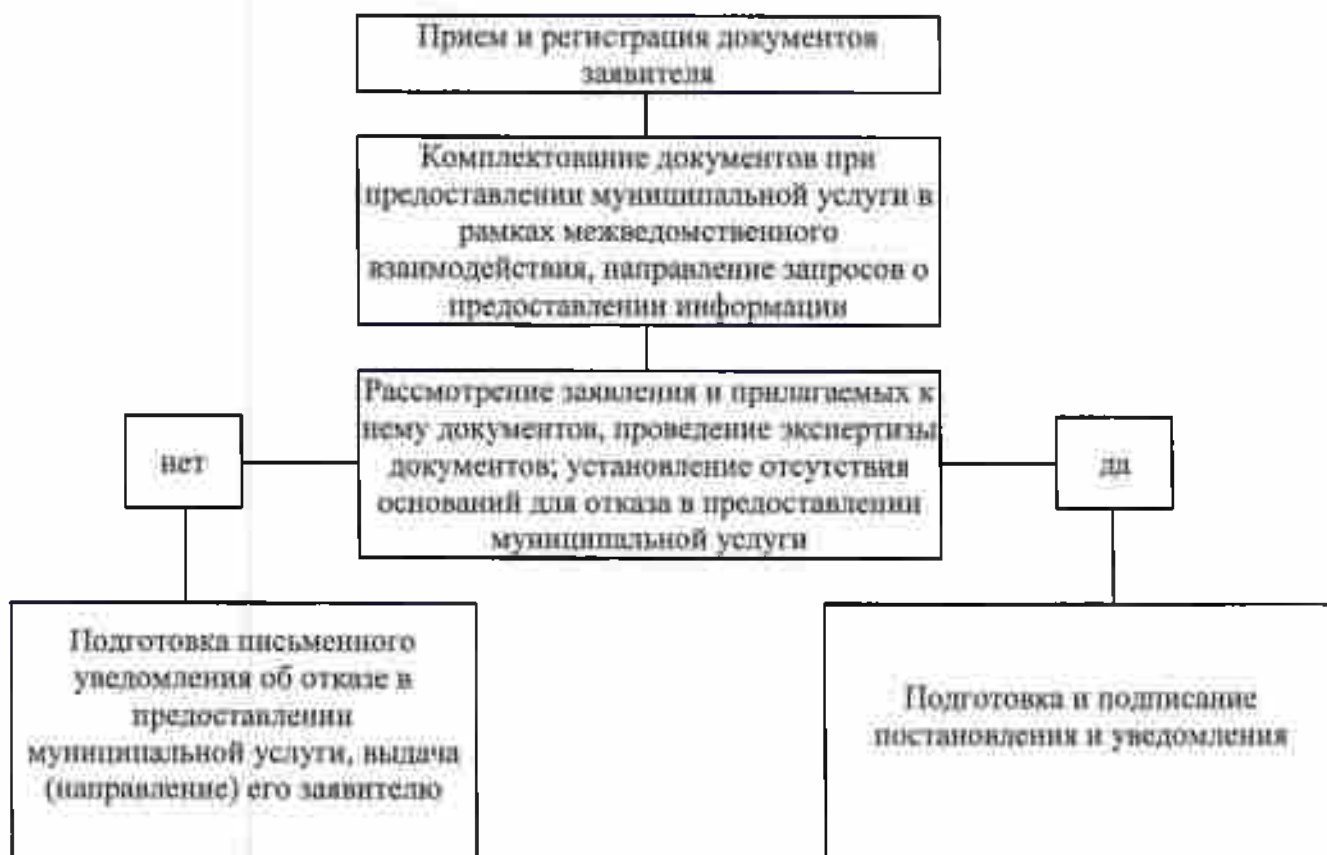 Прием и регистрация документов
заявителя
Комплектование документов при
предоставлении муниципальной услуги в
рамках межведомственного
взаимодействия, направление запросов о
предоставлении информации
Рассмотрение заявления и прилагаемых к
нему документов, проведение экспертизы
документов; установление отсутствия
оснований для отказа в предоставлении
муниципальной услуги
нет
да
Подготовка письменного
уведомления об отказе в
предоставлении
муниципальной услуги, выдача
(направление) его заявителю
Подготовка и подписание
постановления и уведомления